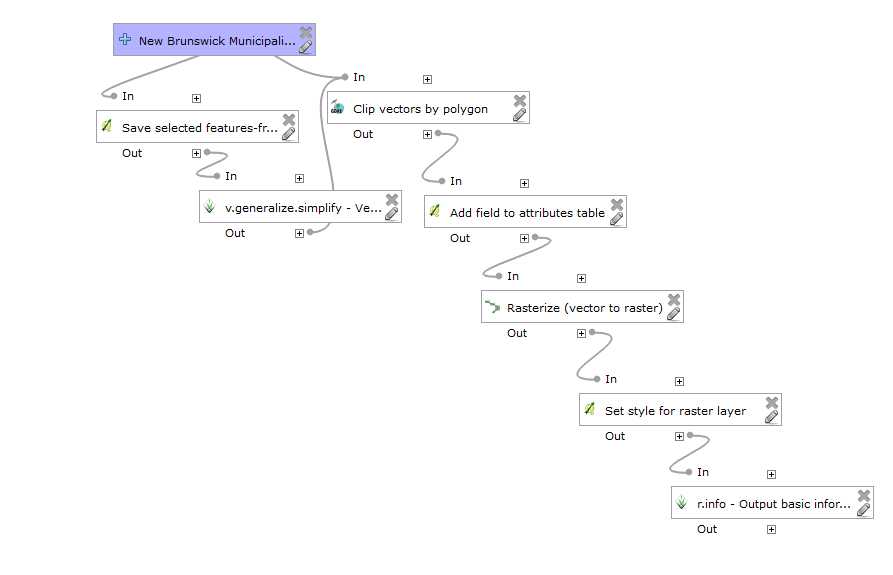 New Brunswick Municipali...
In
Clip vectors by polygon
Out
In
Save selected features-fr...
Out
In
v.generalize.simplify - Ve...
Out
In
Add field to attributes table
Out
In
Rasterize (vector to raster)
Out
In
Set style for raster layer
Out
In
r.info - Output basic infor...
Out